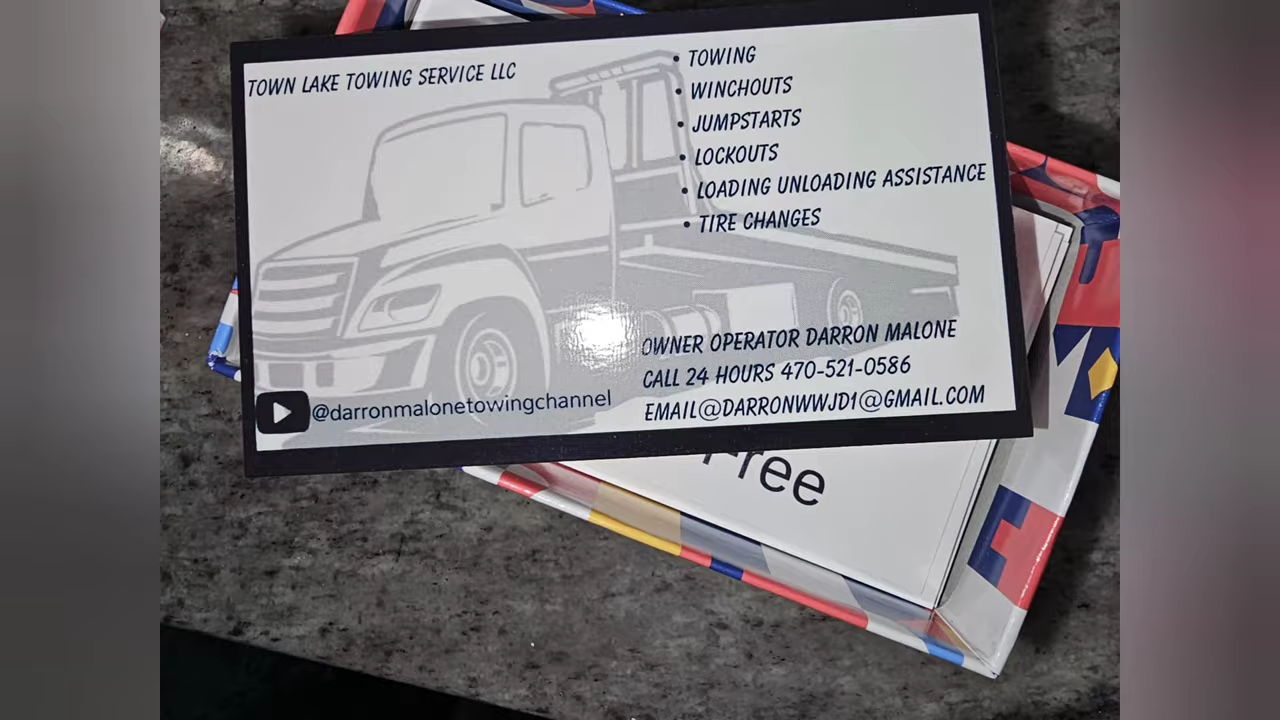 TOWN LAKE TOWING SERVICE LLC
• TOWING
• WINCHOUTS
• JUMPSTARTS
• LOCKOUTS
• LOADING UNLOADING ASSISTANCE
• TIRE CHANGES
OWNER OPERATOR DARRON MALONE
CALL 24 HOURS 470-521-0586
EMAIL@DARRONWWJD1@GMAIL.COM
@darronmalonetowingchannel
Free